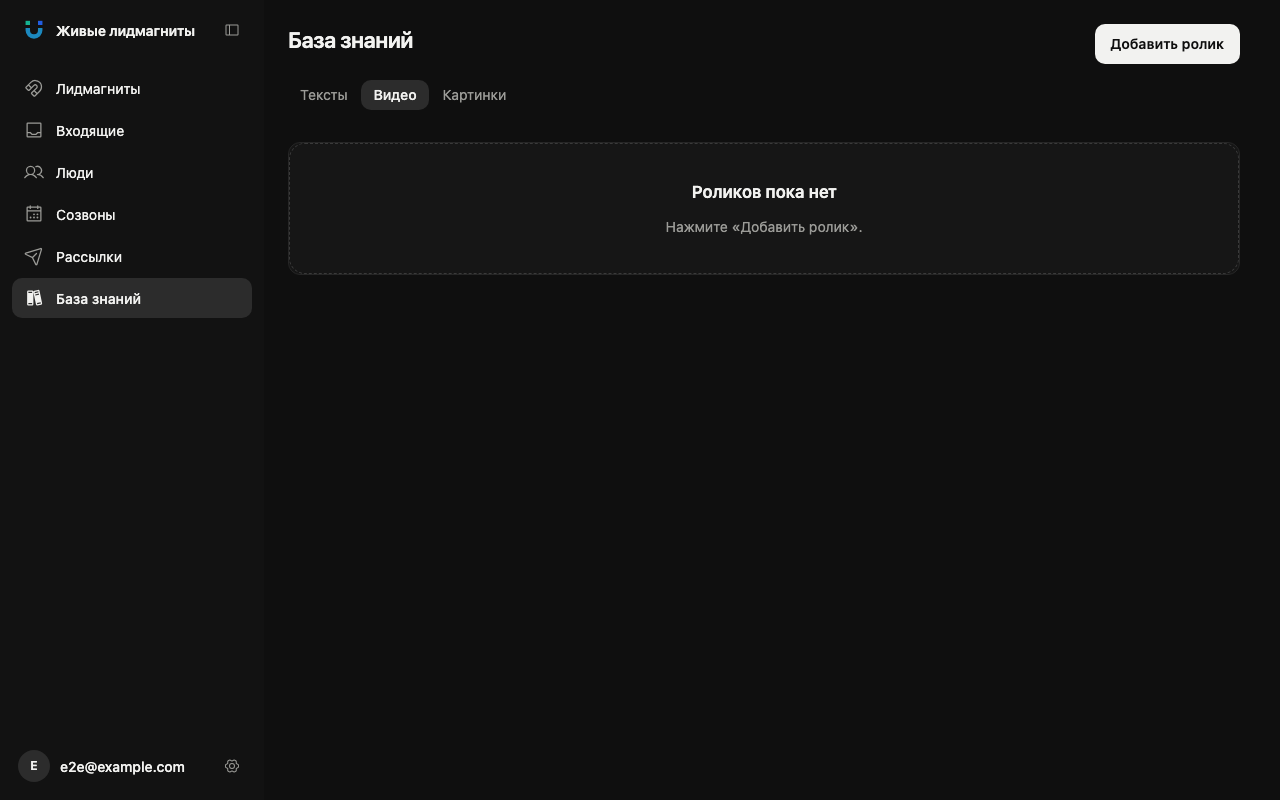 Живые лидмагниты
Лидмагниты
Входящие
Люди
Созвоны
Рассылки
База знаний
E
e2e@example.com
База знаний
Добавить ролик
Тексты
Видео
Картинки
Роликов пока нет
Нажмите «Добавить ролик».